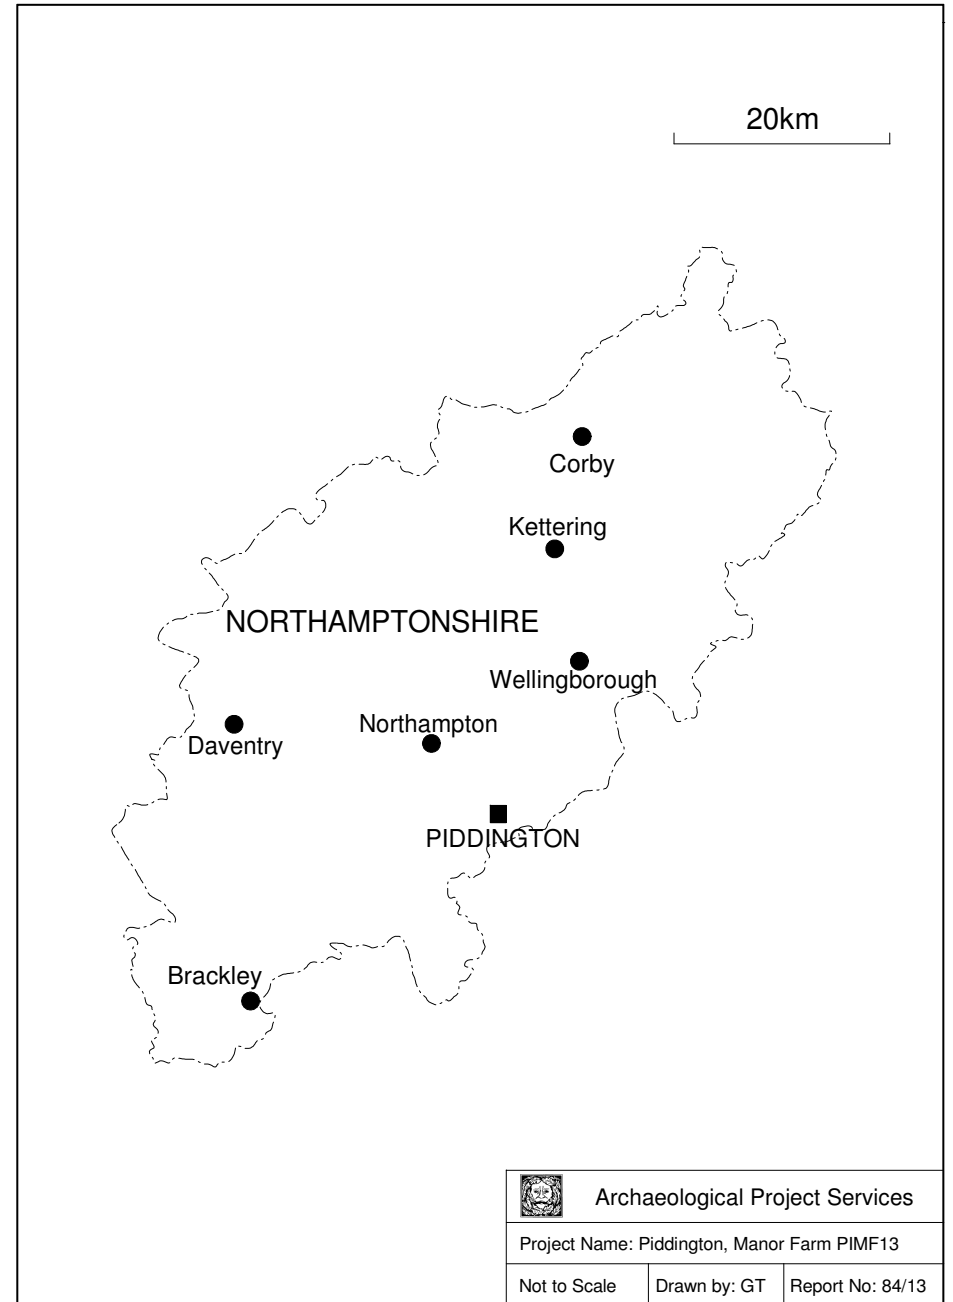 20km
Corby
Kettering
NORTHAMPTONSHIRE
Wellingborough
Northampton
Daventry
PIDDINGTON
Brackley
Archaeological Project Services
Project Name: Piddington, Manor Farm PIMF13
Not to Scale
Drawn by: GT
Report No: 84/13